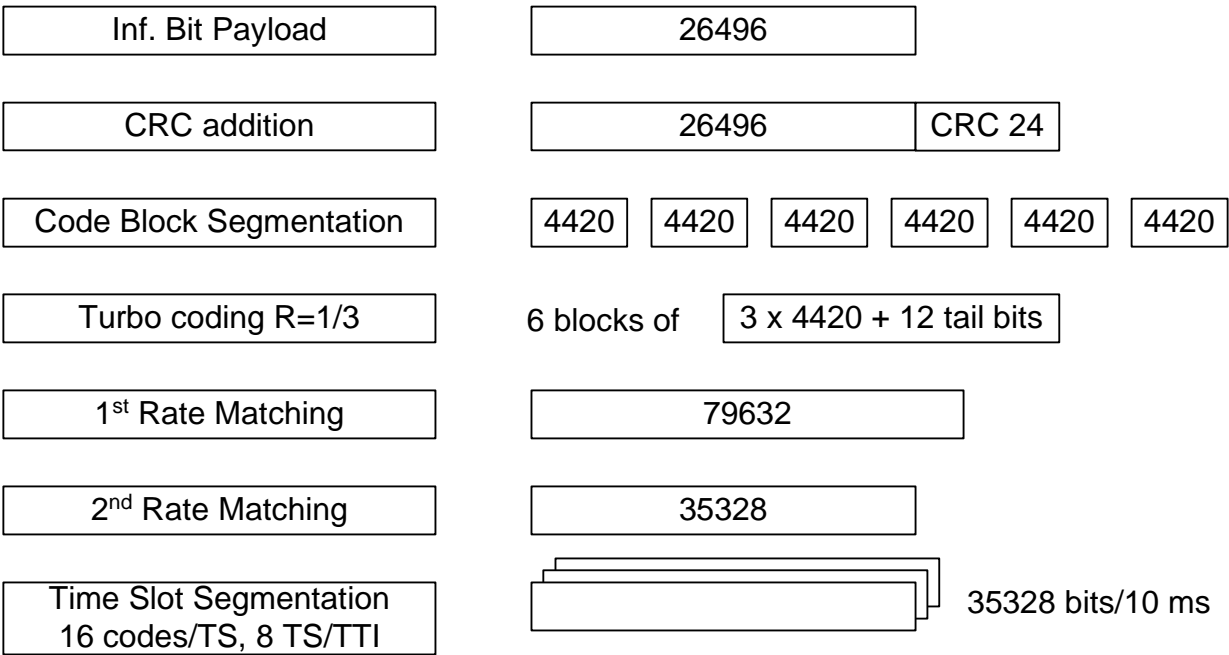 Inf. Bit Payload 26496
CRC addition 26496 CRC 24
Code Block Segmentation 4420 4420 4420 4420 4420 4420
Turbo coding R=1/3 6 blocks of 3 x 4420 + 12 tail bits
1st Rate Matching 79632
2nd Rate Matching 35328
Time Slot Segmentation
16 codes/TS, 8 TS/TTI
35328 bits/10 ms